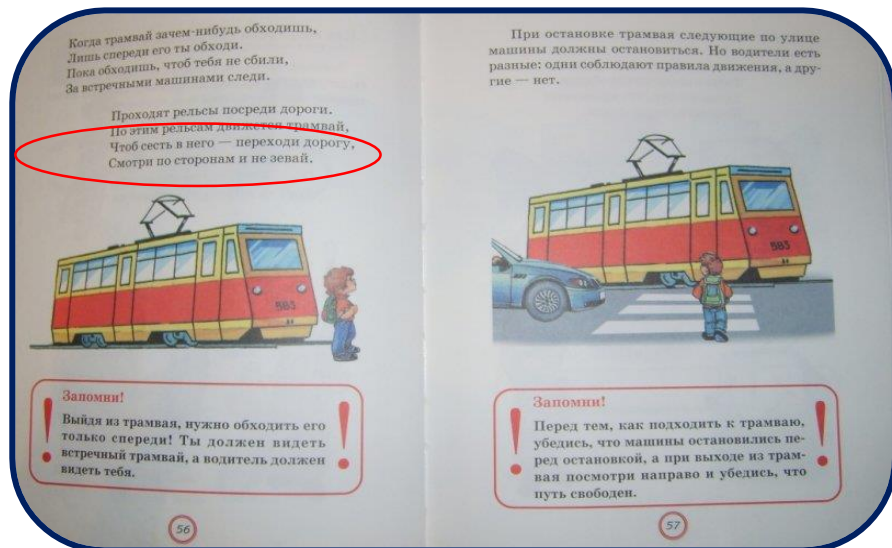 Когда трамвай зачем-нибудь обходишь,
Лишь спереди его ты обходи.
Пока обходишь, чтоб тебя не сбили,
За встречными машинами следи.
Проходят рельсы посреди дороги.
По этим рельсам движется трамвай,
Чтоб сесть в него — переходи дорогу,
Смотри по сторонам и не зевай.
583
Запомни!
Выйдя из трамвая, нужно обходить его
только спереди! Ты должен видеть
встречный трамвай, а водитель должен
видеть тебя.
56
При остановке трамвая следующие по улице
машины должны остановиться. Но водители есть
разные: одни соблюдают правила движения, а дру-
гие — нет.
583
Запомни!
Перед тем, как подходить к трамваю,
убедись, что машины остановились пе-
ред остановкой, а при выходе из трам-
вая посмотри направо и убедись, что
путь свободен.
57